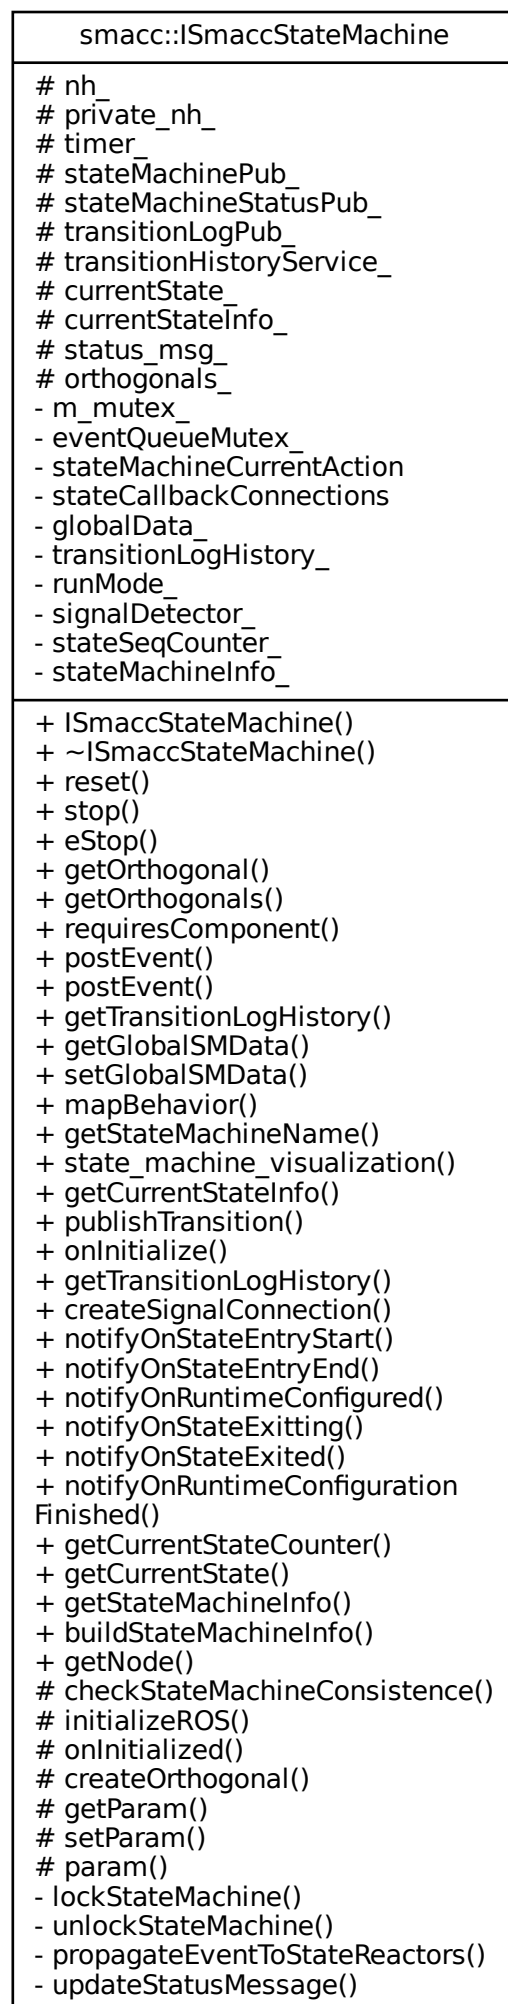 smacc::ISmaccStateMachine
# nh_
# private_nh_
# timer_
# stateMachinePub_
# stateMachineStatusPub_
# transitionLogPub_
# transitionHistoryService_
# currentState_
# currentStateInfo_
# status_msg_
# orthogonals_
- m_mutex_
- eventQueueMutex_
- stateMachineCurrentAction
- stateCallbackConnections
- globalData_
- transitionLogHistory_
- runMode_
- signalDetector_
- stateSeqCounter_
- stateMachineInfo_
+ ISmaccStateMachine()
+ ~ISmaccStateMachine()
+ reset()
+ stop()
+ eStop()
+ getOrthogonal()
+ getOrthogonals()
+ requiresComponent()
+ postEvent()
+ postEvent()
+ getTransitionLogHistory()
+ getGlobalSMData()
+ setGlobalSMData()
+ mapBehavior()
+ getStateMachineName()
+ state_machine_visualization()
+ getCurrentStateInfo()
+ publishTransition()
+ onInitialize()
+ getTransitionLogHistory()
+ createSignalConnection()
+ notifyOnStateEntryStart()
+ notifyOnStateEntryEnd()
+ notifyOnRuntimeConfigured()
+ notifyOnStateExitting()
+ notifyOnStateExited()
+ notifyOnRuntimeConfiguration
Finished()
+ getCurrentStateCounter()
+ getCurrentState()
+ getStateMachineInfo()
+ buildStateMachineInfo()
+ getNode()
# checkStateMachineConsistence()
# initializeROS()
# onInitialized()
# createOrthogonal()
# getParam()
# setParam()
# param()
- lockStateMachine()
- unlockStateMachine()
- propagateEventToStateReactors()
- updateStatusMessage()